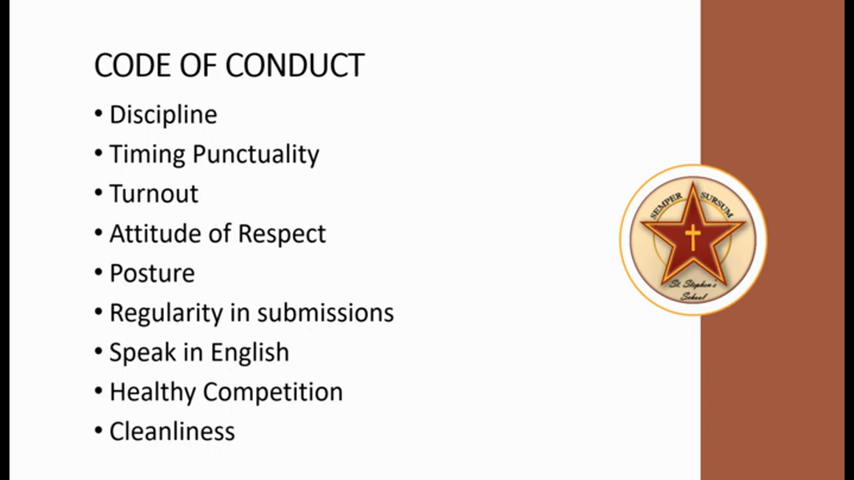 CODE OF CONDUCT
• Discipline
• Timing Punctuality
• Turnout
• Attitude of Respect
• Posture
• Regularity in submissions
• Speak in English
• Healthy Competition
• Cleanliness
SEMPER SURSUM
St. Stephen's
School